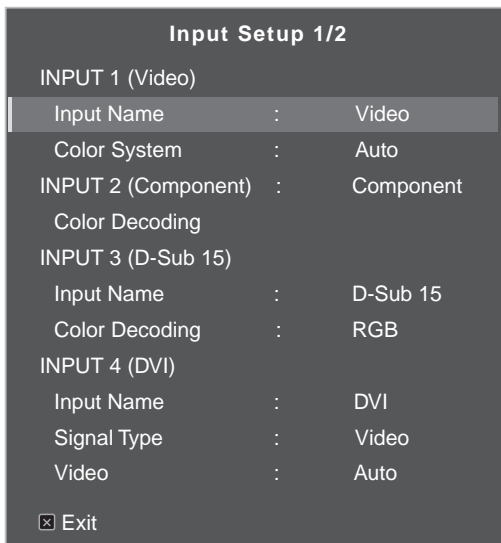 Input Setup 1/2
INPUT 1 (Video)
Input Name : Video
Color System : Auto
INPUT 2 (Component) : Component
Color Decoding
INPUT 3 (D-Sub 15)
Input Name : D-Sub 15
Color Decoding : RGB
INPUT 4 (DVI)
Input Name : DVI
Signal Type : Video
Video : Auto
Exit